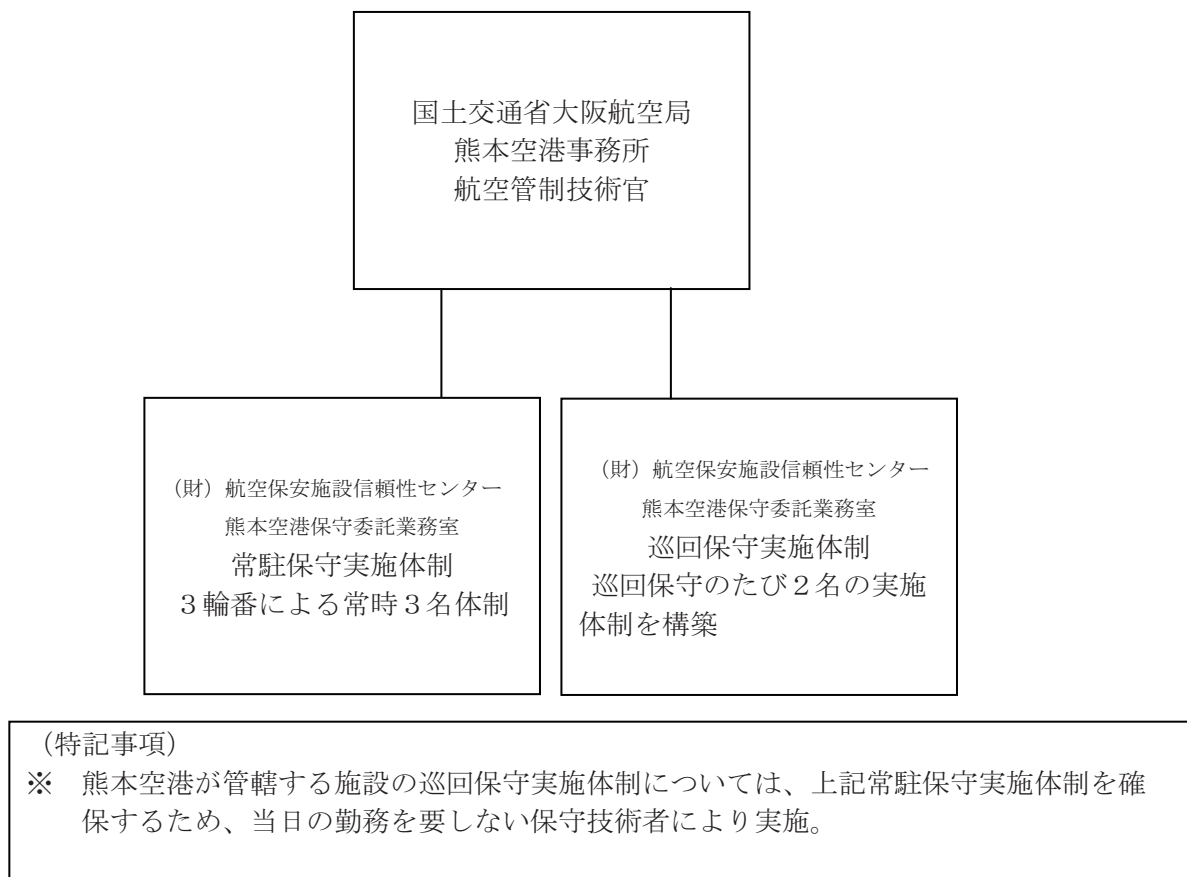 国土交通省大阪航空局
熊本空港事務所
航空管制技術官
（財）航空保安施設信頼性センター
熊本空港保守委託業務室
常駐保守実施体制
３輪番による常時３名体制
（財）航空保安施設信頼性センター
熊本空港保守委託業務室
巡回保守実施体制
巡回保守のたび２名の実施
体制を構築
（特記事項）
※　熊本空港が管轄する施設の巡回保守実施体制については、上記常駐保守実施体制を確
保するため、当日の勤務を要しない保守技術者により実施。